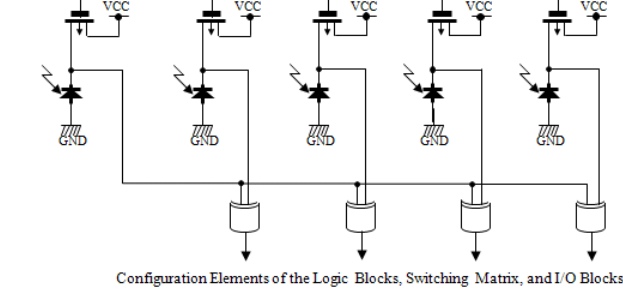 VCC VCC VCC VCC VCC
GND GND GND GND GND
Configuration Elements of the Logic Blocks, Switching Matrix, and I/O Blocks